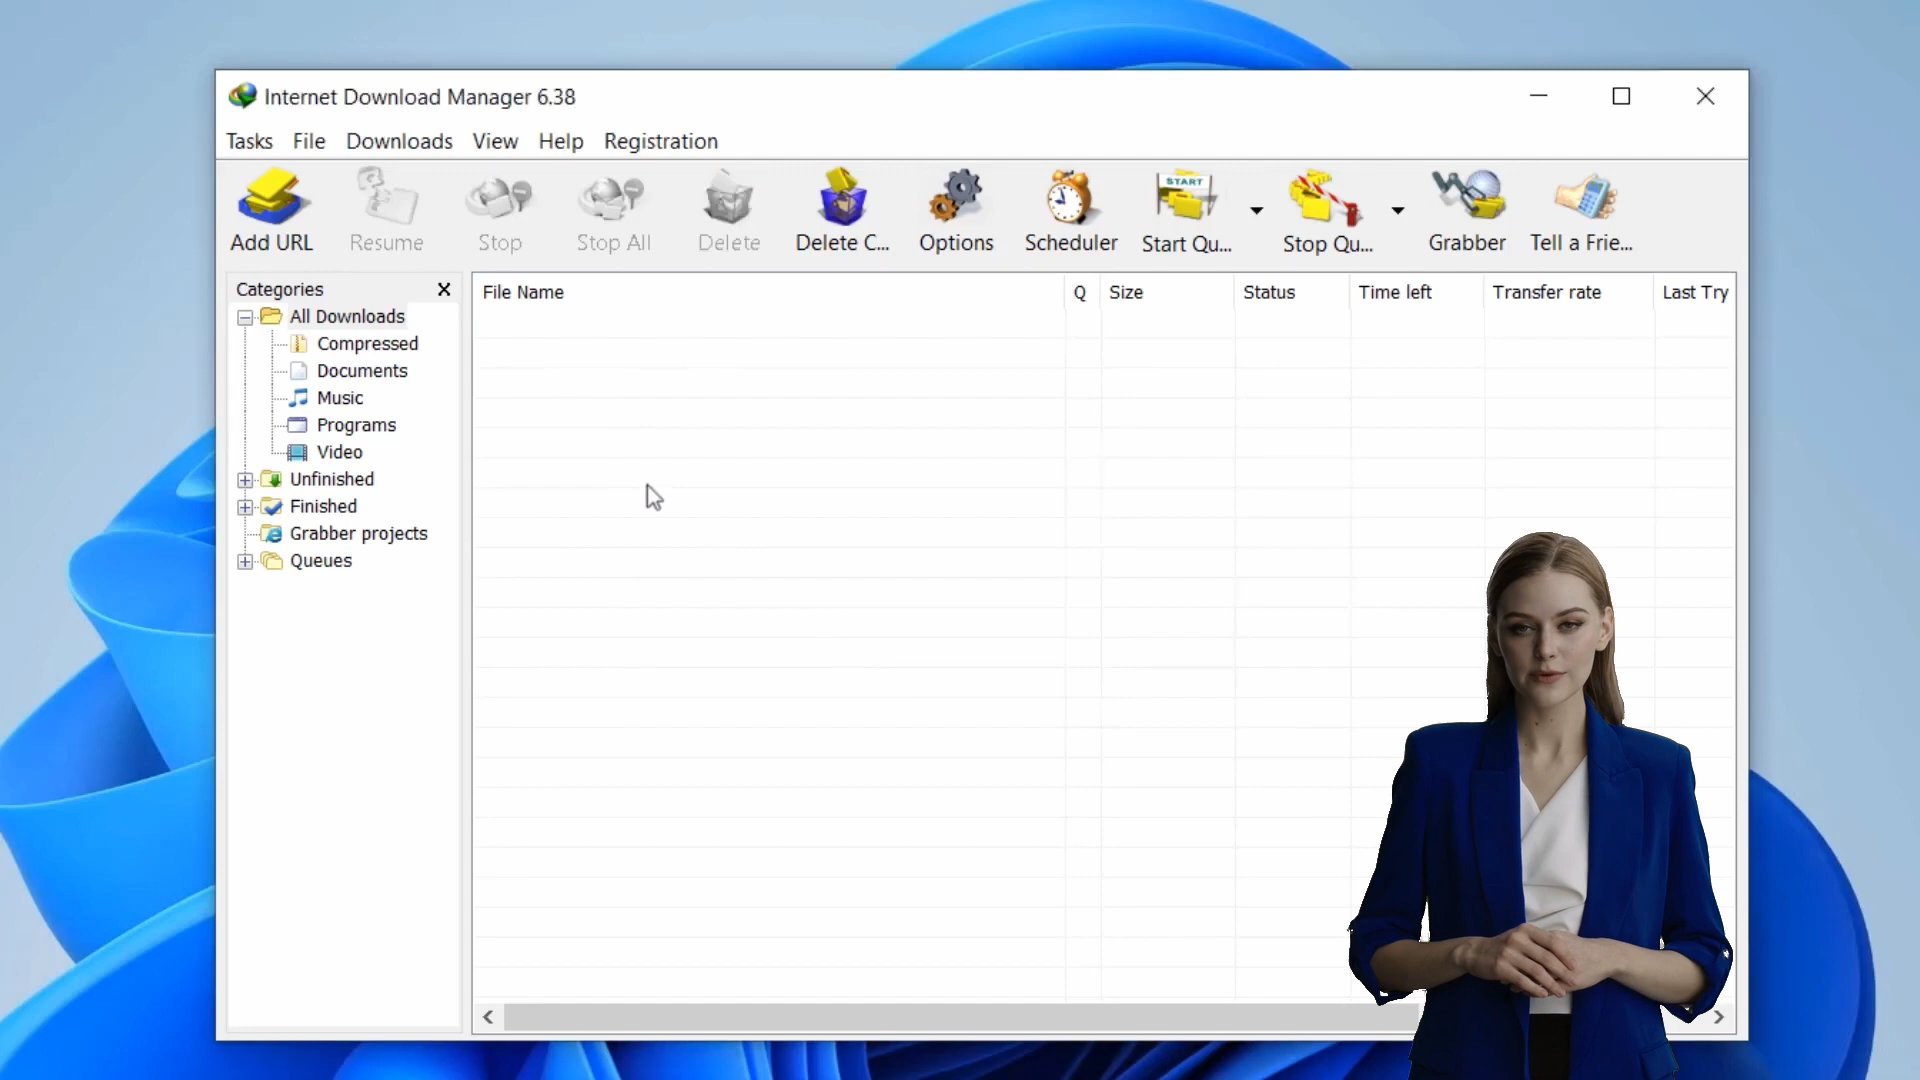 Internet Download Manager 6.38
Tasks File Downloads View Help Registration
START
Add URL Resume Stop Stop All Delete Delete C... Options Scheduler Start Qu... Stop Qu... Grabber Tell a Frie...
Categories
All Downloads
Compressed
Documents
Music
Programs
Video
Unfinished
Finished
Grabber projects
Queues
File Name Q Size Status Time left Transfer rate Last Try